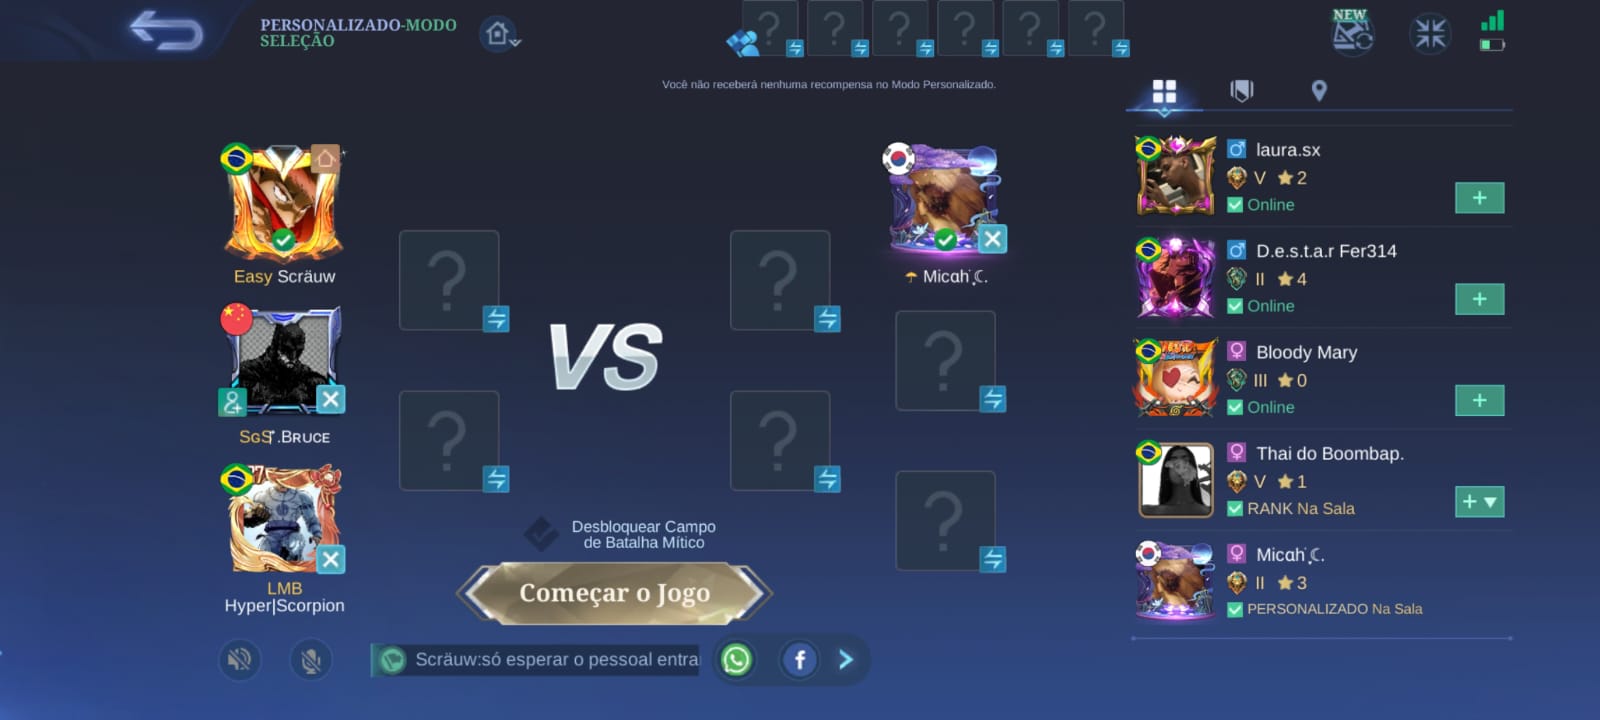 PERSONALIZADO-MODO
SELEÇÃO
NEW
Você não receberá nenhuma recompensa no Modo Personalizado.
Easy Scräuw
SGS .BRUCE
LMB
Hyper|Scorpion
VS
Micah ☾.
Desbloquear Campo
de Batalha Mítico
Começar o Jogo
Scräuw:só esperar o pessoal entra
laura.sx
V ★2
Online
D.e.s.t.a.r Fer314
II ★4
Online
Bloody Mary
III ★0
Online
Thai do Boombap.
V ★1
RANK Na Sala
Micah ☾.
II ★3
PERSONALIZADO Na Sala